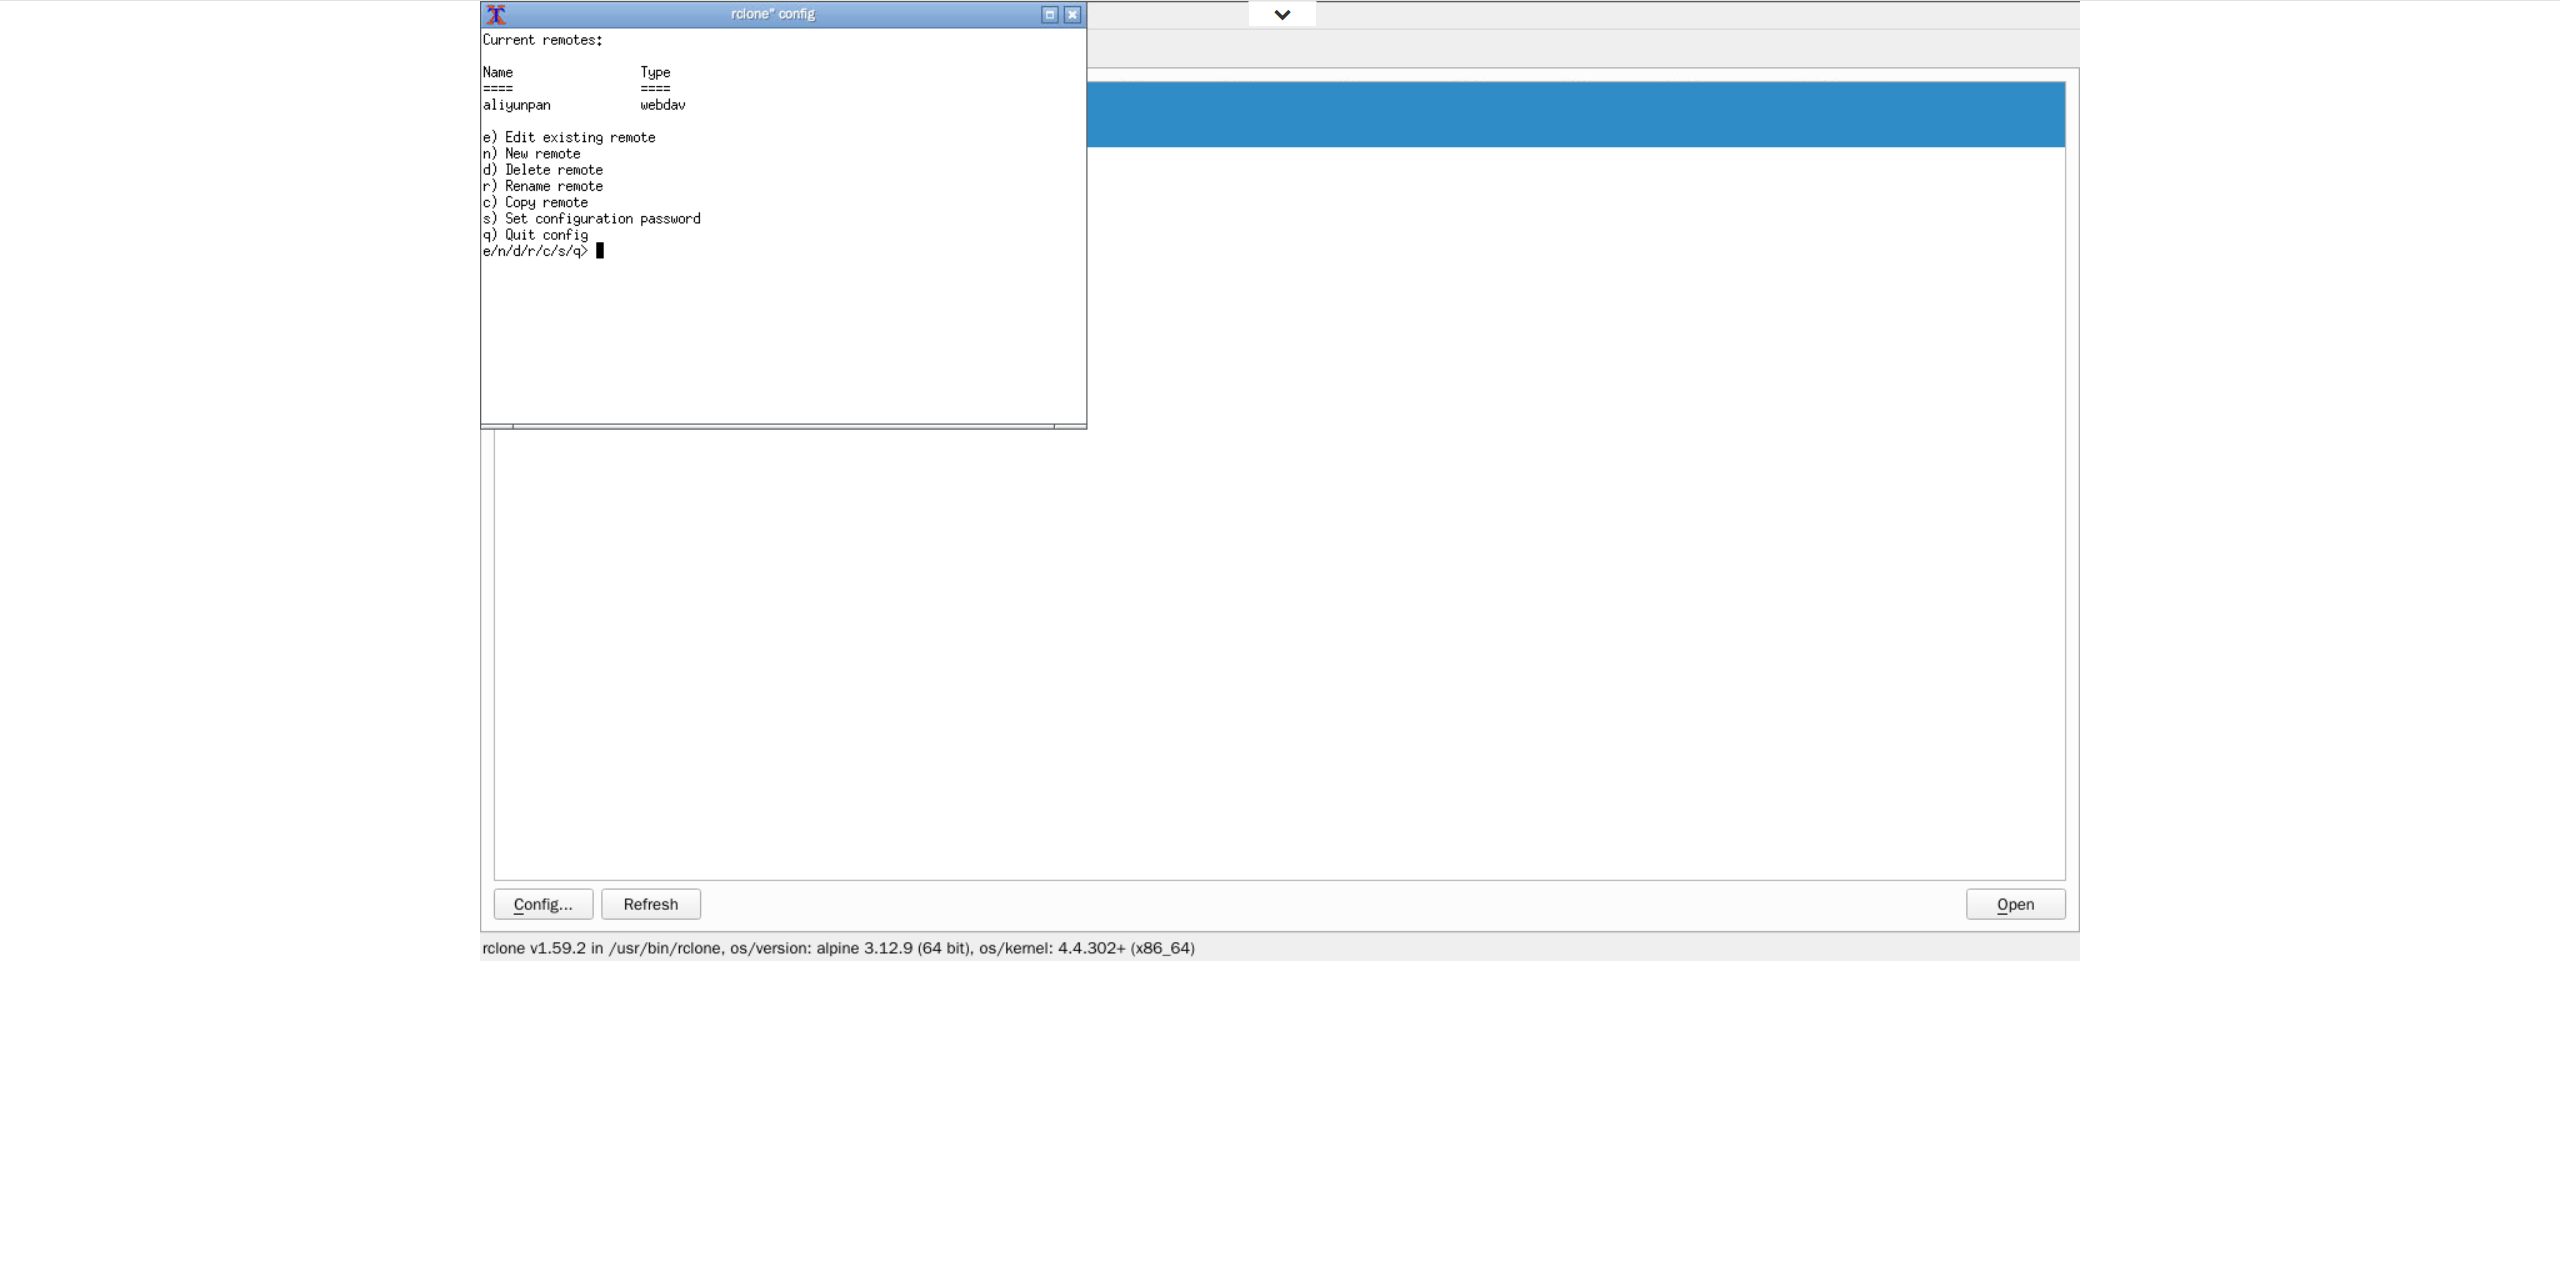 rclone" config
Current remotes:
Name                 Type
====                 ====
aliyunpan            webdav
e) Edit existing remote
n) New remote
d) Delete remote
r) Rename remote
c) Copy remote
s) Set configuration password
q) Quit config
e/n/d/r/c/s/q>
Config... Refresh Open
rclone v1.59.2 in /usr/bin/rclone, os/version: alpine 3.12.9 (64 bit), os/kernel: 4.4.302+ (x86_64)